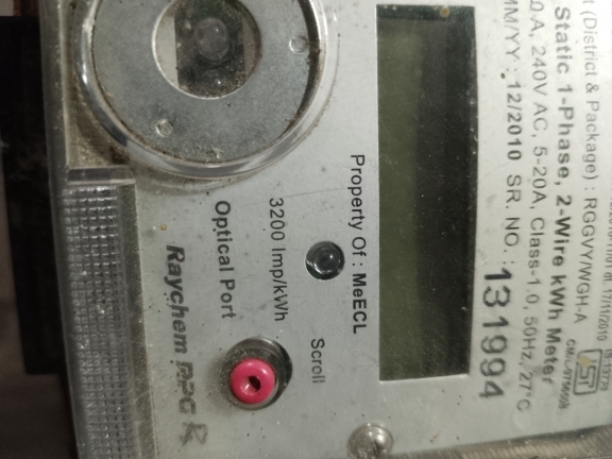 (District & Package) : RGGVY/WGH-A
Static 1-Phase, 2-Wire kWh Meter
A, 240V AC, 5-20A, Class-1.0, 50Hz, 27°C
MM/YY : 12/2010 SR. NO. : 131994
Property Of : MeECL
Scroll
3200 Imp/kWh
Optical Port
Raychem RPG